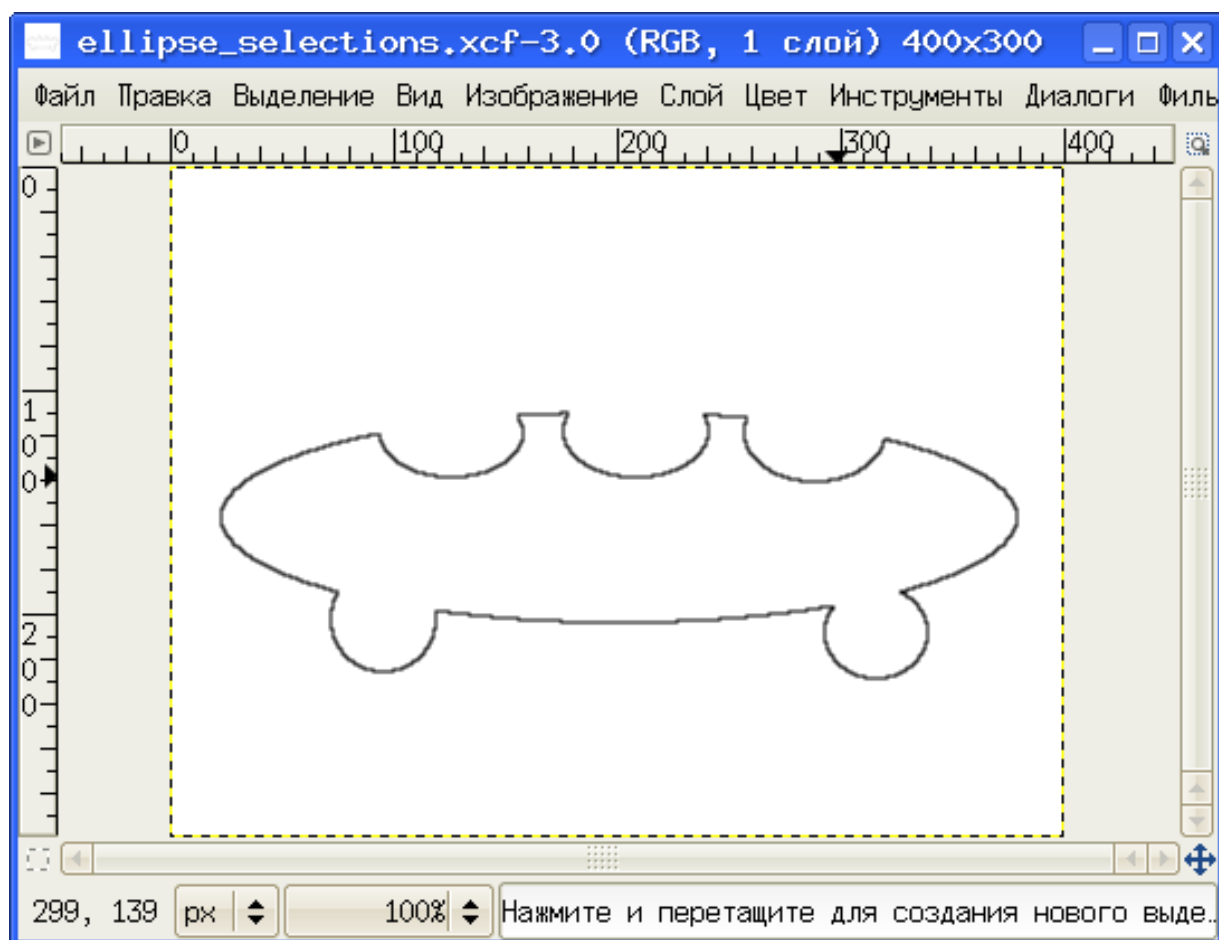 ellipse_selections.xcf-3.0 (RGB, 1 слой) 400x300
Файл Правка Выделение Вид Изображение Слой Цвет Инструменты Диалоги Филь
0 100 200 300 400
0
1
0
0
2
0
0
299, 139 px 100% Нажмите и перетащите для создания нового выде..